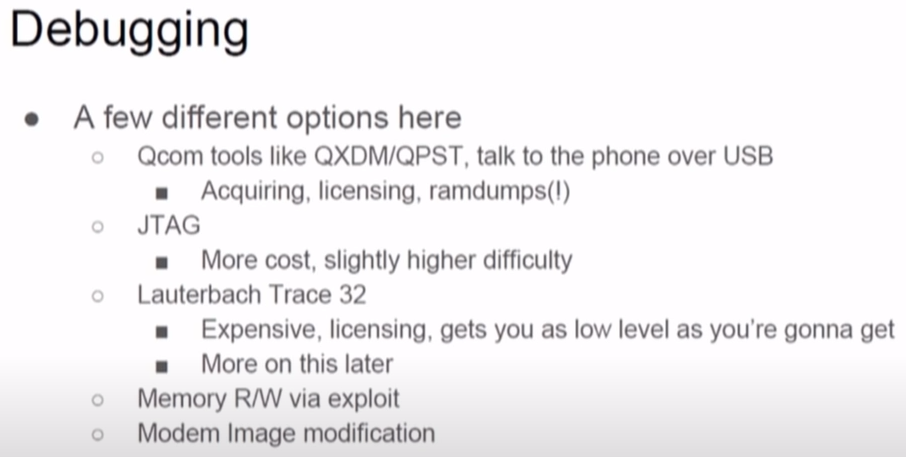 Debugging
● A few different options here
○ Qcom tools like QXDM/QPST, talk to the phone over USB
■ Acquiring, licensing, ramdumps(!)
○ JTAG
■ More cost, slightly higher difficulty
○ Lauterbach Trace 32
■ Expensive, licensing, gets you as low level as you're gonna get
■ More on this later
○ Memory R/W via exploit
○ Modem Image modification